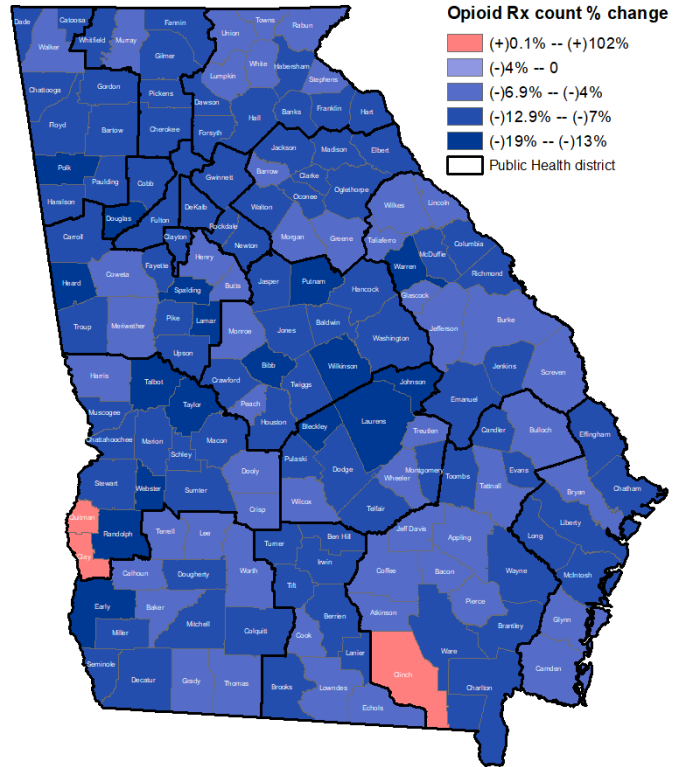 Opioid Rx count % change
(+)0.1% -- (+)102%
(-)4% -- 0
(-)6.9% -- (-)4%
(-)12.9% -- (-)7%
(-)19% -- (-)13%
Public Health district
Dade
Catoosa
Whitfield
Murray
Fannin
Union
Towns
Rabun
Walker
Gilmer
White
Habersham
Lumpkin
Stephens
Chattooga
Gordon
Pickens
Dawson
Hall
Banks
Franklin
Hart
Floyd
Bartow
Cherokee
Forsyth
Jackson
Madison
Elbert
Polk
Paulding
Cobb
Gwinnett
Barrow
Clarke
Oconee
Oglethorpe
Haralson
Douglas
Fulton
DeKalb
Walton
Wilkes
Lincoln
Carroll
Clayton
Rockdale
Newton
Morgan
Greene
Taliaferro
McDuffie
Columbia
Heard
Coweta
Fayette
Henry
Butts
Jasper
Putnam
Hancock
Warren
Richmond
Spalding
Glascock
Troup
Meriwether
Pike
Lamar
Monroe
Jones
Baldwin
Washington
Jefferson
Burke
Upson
Harris
Talbot
Crawford
Bibb
Twiggs
Wilkinson
Johnson
Jenkins
Screven
Muscogee
Taylor
Peach
Houston
Bleckley
Laurens
Emanuel
Chattahoochee
Marion
Macon
Schley
Pulaski
Dodge
Treutlen
Candler
Bulloch
Effingham
Stewart
Webster
Sumter
Dooly
Wilcox
Telfair
Wheeler
Montgomery
Toombs
Tattnall
Evans
Bryan
Chatham
Quitman
Randolph
Terrell
Lee
Crisp
Turner
Ben Hill
Jeff Davis
Appling
Long
Liberty
Clay
Calhoun
Dougherty
Worth
Tift
Irwin
Coffee
Bacon
Wayne
McIntosh
Early
Baker
Mitchell
Colquitt
Berrien
Atkinson
Pierce
Brantley
Glynn
Miller
Cook
Lanier
Clinch
Ware
Camden
Seminole
Decatur
Grady
Thomas
Brooks
Lowndes
Echols
Charlton